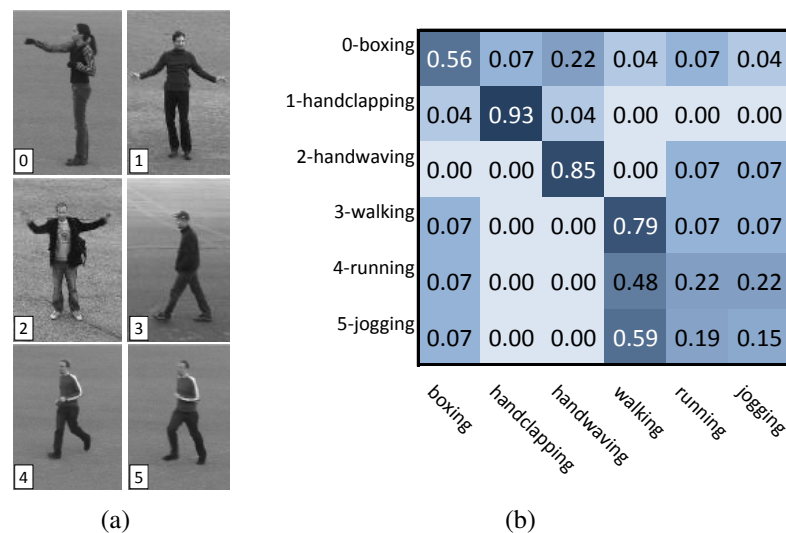 0
1
2
3
4
5
(a)
0-boxing 0.56 0.07 0.22 0.04 0.07 0.04
1-handclapping 0.04 0.93 0.04 0.00 0.00 0.00
2-handwaving 0.00 0.00 0.85 0.00 0.07 0.07
3-walking 0.07 0.00 0.00 0.79 0.07 0.07
4-running 0.07 0.00 0.00 0.48 0.22 0.22
5-jogging 0.07 0.00 0.00 0.59 0.19 0.15
boxing handclapping handwaving walking running jogging
(b)